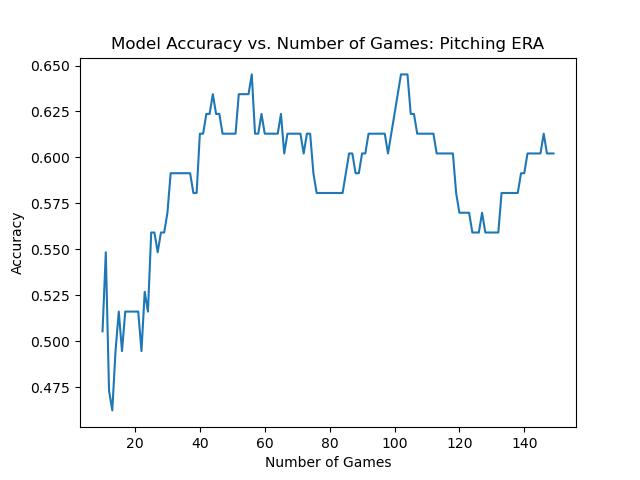 Model Accuracy vs. Number of Games: Pitching ERA
0.650
0.625
0.600
0.575
0.550
0.525
0.500
0.475
Accuracy
20 40 60 80 100 120 140
Number of Games